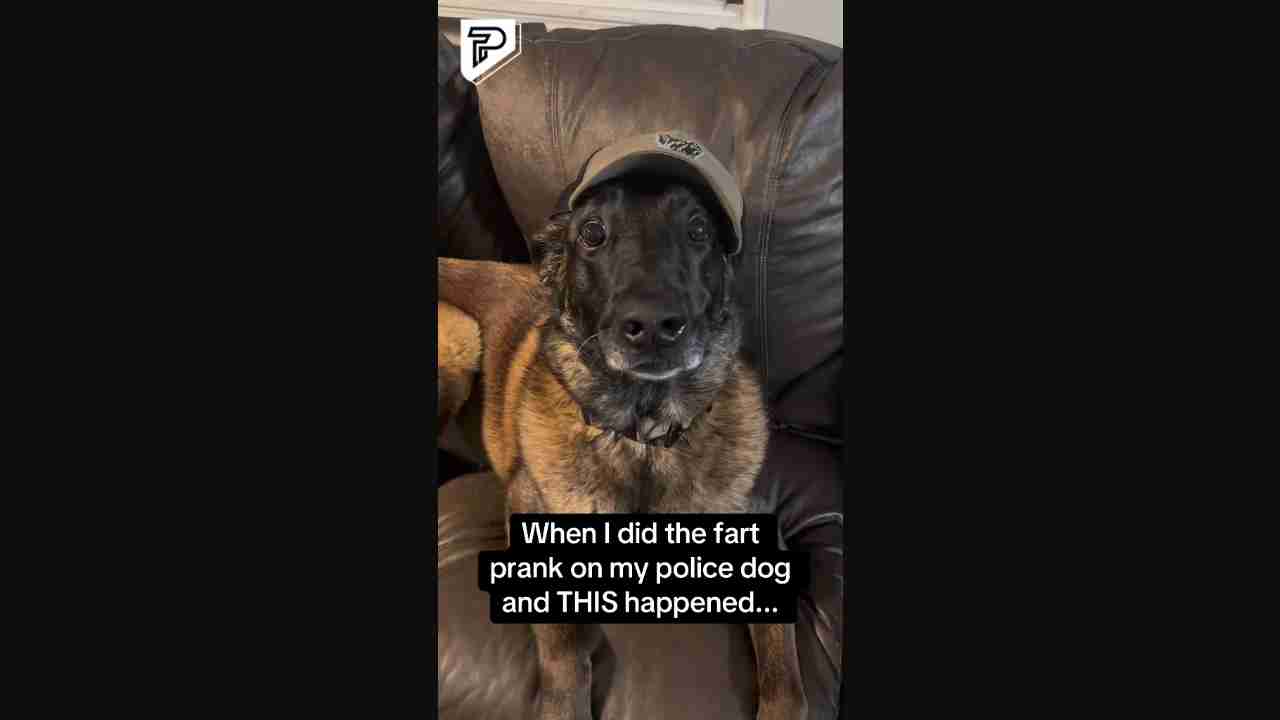 When I did the fart
prank on my police dog
and THIS happened...